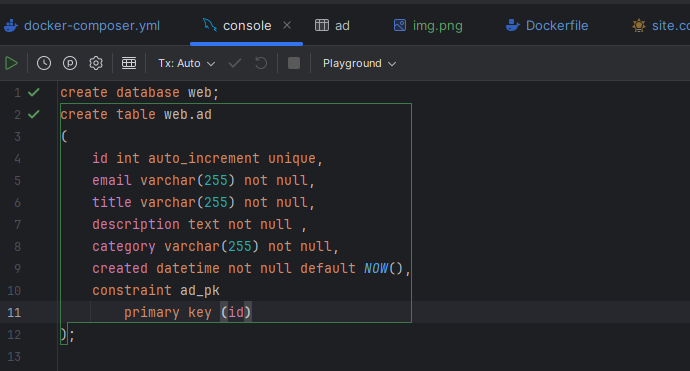 docker-composer.yml console ad img.png Dockerfile site.co
Tx: Auto Playground
1 create database web;
2 create table web.ad
3 (
4 id int auto_increment unique,
5 email varchar(255) not null,
6 title varchar(255) not null,
7 description text not null ,
8 category varchar(255) not null,
9 created datetime not null default NOW(),
10 constraint ad_pk
11 primary key (id)
12 );
13